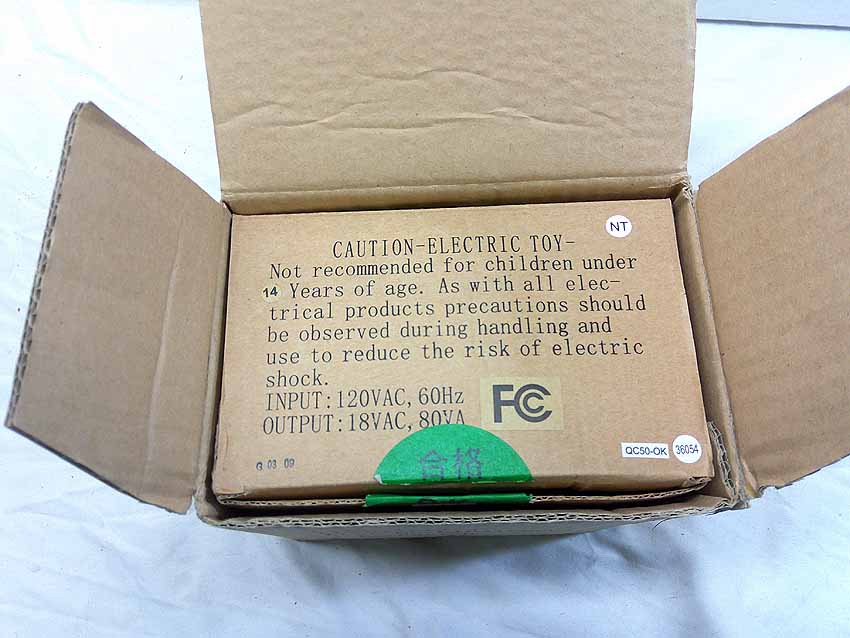 NT
CAUTION-ELECTRIC TOY-
Not recommended for children under
14 Years of age. As with all elec-
trical products precautions should
be observed during handling and
use to reduce the risk of electric
shock.
INPUT:120VAC, 60Hz
OUTPUT:18VAC, 80VA
FC
合格
QC50-OK 36054
G 03 09